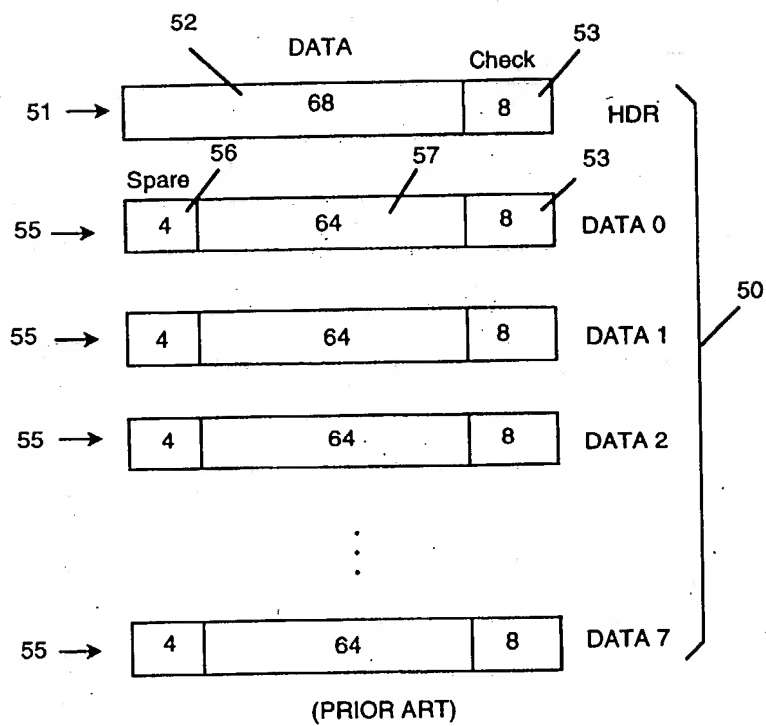 52 DATA 53
Check
51 → 68 8 HDR
56 57 53
Spare
55 → 4 64 8 DATA 0
50
55 → 4 64 8 DATA 1
55 → 4 64 8 DATA 2
55 → 4 64 8 DATA 7
(PRIOR ART)